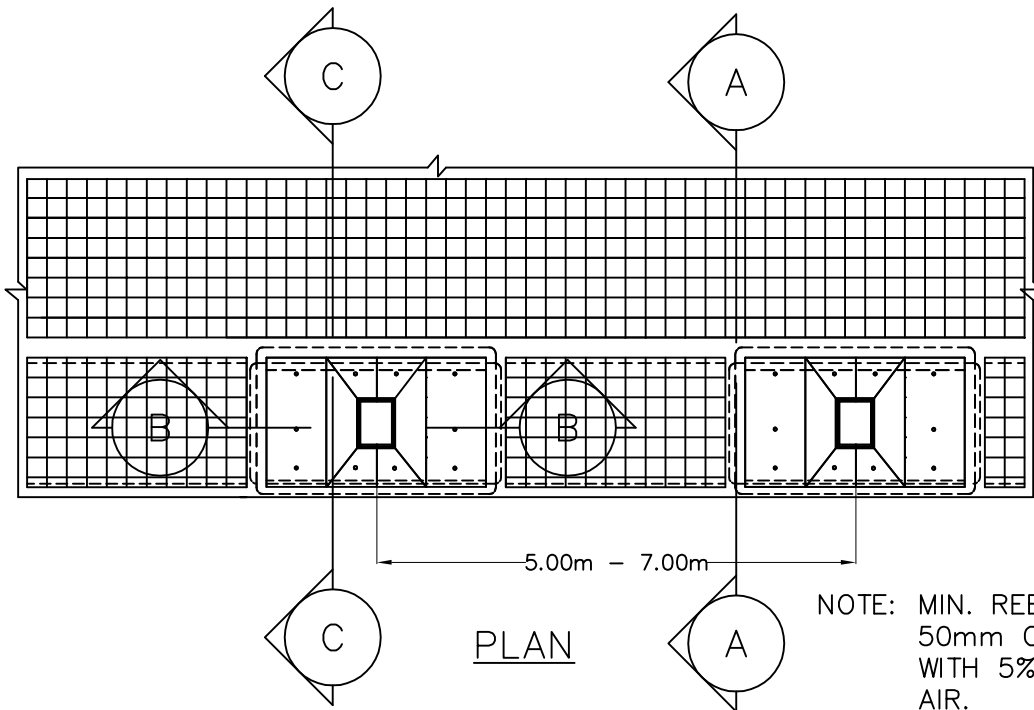 C A
B B
5.00m - 7.00m
NOTE: MIN.
50mm
WITH 5%
AIR.
C A
PLAN